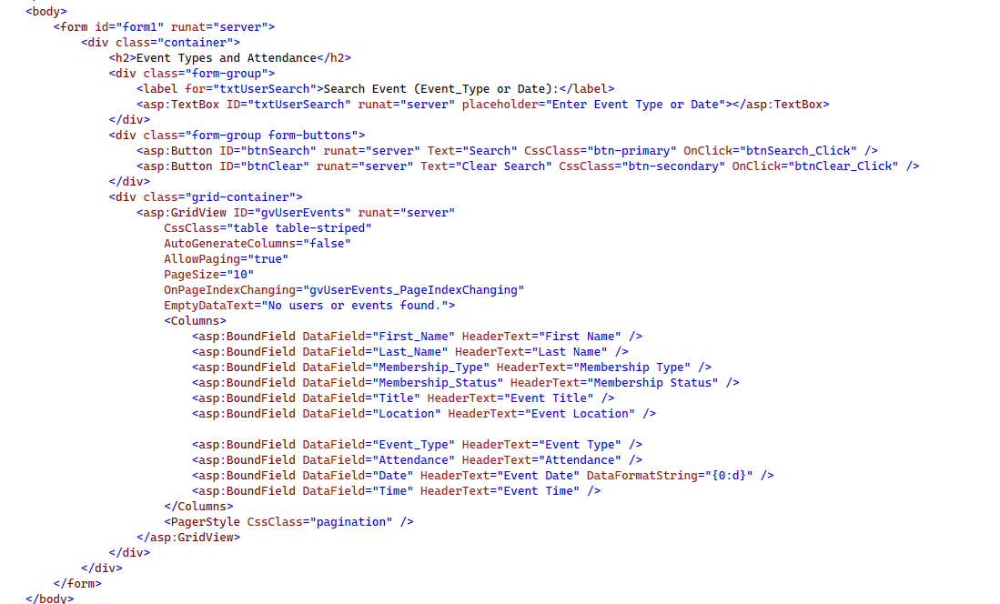 <body>
<form id="form1" runat="server">
<div class="container">
<h2>Event Types and Attendance</h2>
<div class="form-group">
<label for="txtUserSearch">Search Event (Event_Type or Date):</label>
<asp:TextBox ID="txtUserSearch" runat="server" placeholder="Enter Event Type or Date"></asp:TextBox>
</div>
<div class="form-group form-buttons">
<asp:Button ID="btnSearch" runat="server" Text="Search" CssClass="btn-primary" OnClick="btnSearch_Click" />
<asp:Button ID="btnClear" runat="server" Text="Clear Search" CssClass="btn-secondary" OnClick="btnClear_Click" />
</div>
<div class="grid-container">
<asp:GridView ID="gvUserEvents" runat="server"
CssClass="table table-striped"
AutoGenerateColumns="false"
AllowPaging="true"
PageSize="10"
OnPageIndexChanging="gvUserEvents_PageIndexChanging"
EmptyDataText="No users or events found.">
<Columns>
<asp:BoundField DataField="First_Name" HeaderText="First Name" />
<asp:BoundField DataField="Last_Name" HeaderText="Last Name" />
<asp:BoundField DataField="Membership_Type" HeaderText="Membership Type" />
<asp:BoundField DataField="Membership_Status" HeaderText="Membership Status" />
<asp:BoundField DataField="Title" HeaderText="Event Title" />
<asp:BoundField DataField="Location" HeaderText="Event Location" />
<asp:BoundField DataField="Event_Type" HeaderText="Event Type" />
<asp:BoundField DataField="Attendance" HeaderText="Attendance" />
<asp:BoundField DataField="Date" HeaderText="Event Date" DataFormatString="{0:d}" />
<asp:BoundField DataField="Time" HeaderText="Event Time" />
</Columns>
<PagerStyle CssClass="pagination" />
</asp:GridView>
</div>
</div>
</form>
</body>